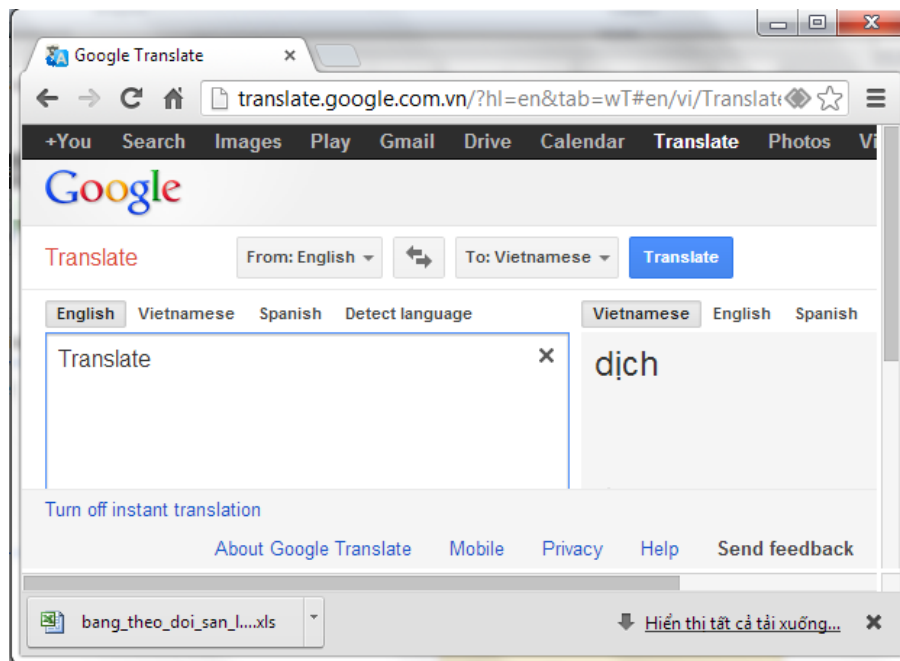 Google Translate
translate.google.com.vn/?hl=en&tab=wT#en/vi/Translat
+You Search Images Play Gmail Drive Calendar Translate Photos Vi
Google
Translate From: English To: Vietnamese Translate
English Vietnamese Spanish Detect language Vietnamese English Spanish
Translate
dịch
Turn off instant translation
About Google Translate Mobile Privacy Help Send feedback
bang_theo_doi_san_l....xls Hiển thị tất cả tải xuống...